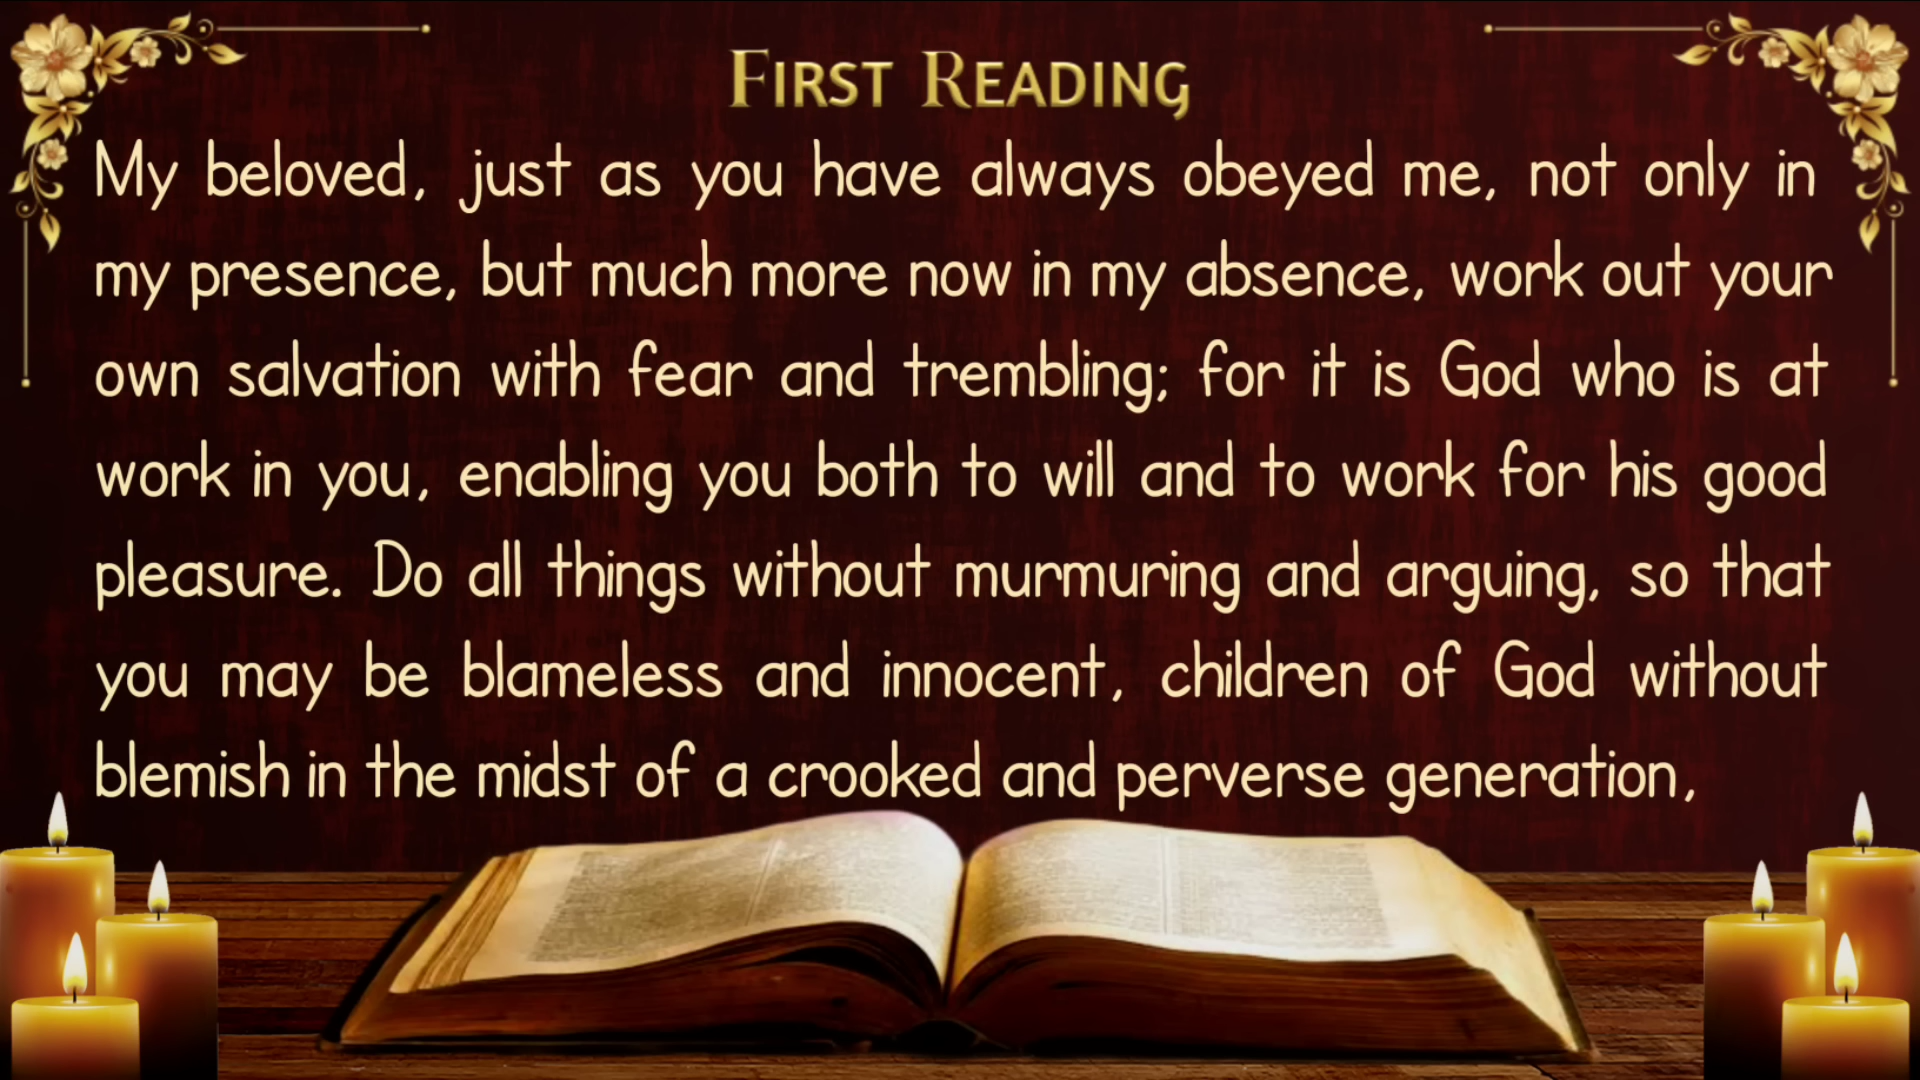 First Reading
My beloved, just as you have always obeyed me, not only in
my presence, but much more now in my absence, work out your
own salvation with fear and trembling; for it is God who is at
work in you, enabling you both to will and to work for his good
pleasure. Do all things without murmuring and arguing, so that
you may be blameless and innocent, children of God without
blemish in the midst of a crooked and perverse generation,